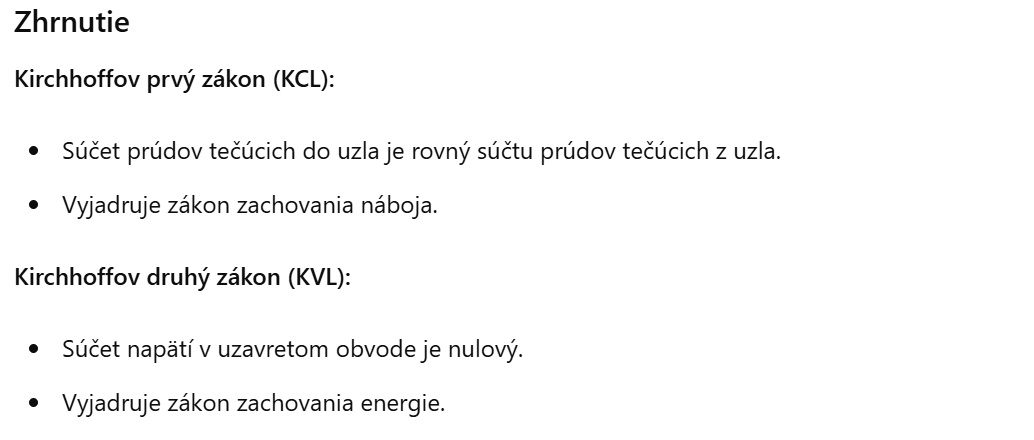 Zhrnutie
Kirchhoffov prvý zákon (KCL):
• Súčet prúdov tečúcich do uzla je rovný súčtu prúdov tečúcich z uzla.
• Vyjadruje zákon zachovania náboja.
Kirchhoffov druhý zákon (KVL):
• Súčet napätí v uzavretom obvode je nulový.
• Vyjadruje zákon zachovania energie.